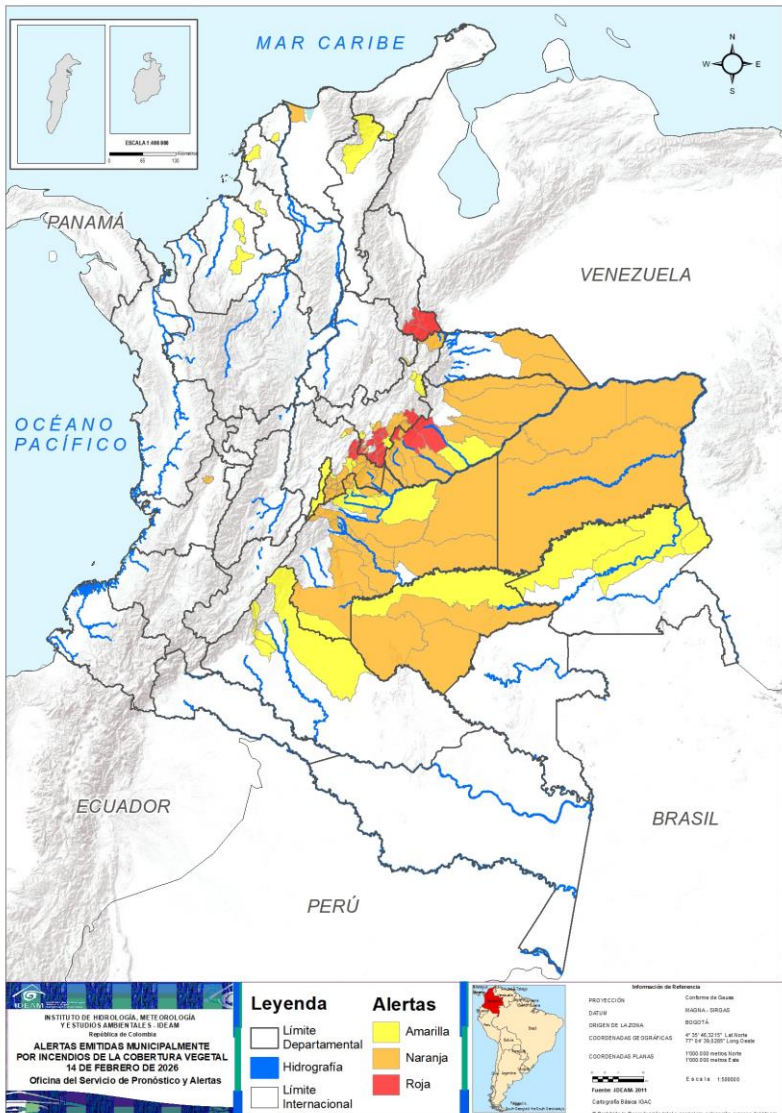 MAR CARIBE
N
W
E
S
ESCALA 1:400.000
0
65
130
PANAMÁ
VENEZUELA
OCÉANO
PACÍFICO
ECUADOR
BRASIL
PERÚ
IDEAM
INSTITUTO DE HIDROLOGÍA, METEOROLOGÍA
Y ESTUDIOS AMBIENTALES - IDEAM
República de Colombia
ALERTAS EMITIDAS MUNICIPALMENTE
POR INCENDIOS DE LA COBERTURA VEGETAL
14 DE FEBRERO DE 2026
Oficina del Servicio de Pronóstico y Alertas
Leyenda
Límite
Departamental
Hidrografía
Límite
Internacional
Alertas
Amarilla
Naranja
Roja
Información de Referencia
PROYECCIÓN
Conforme de Gauss
DATUM
MAGNA - SIRGAS
ORIGEN DE LA ZONA
BOGOTÁ
COORDENADAS GEOGRÁFICAS
COORDENADAS PLANAS
1'000.000 metros Norte
1'000.000 metros Este
Escala 1:500000
Fuente: IDEAM 2011
Cartografía Básica IGAC